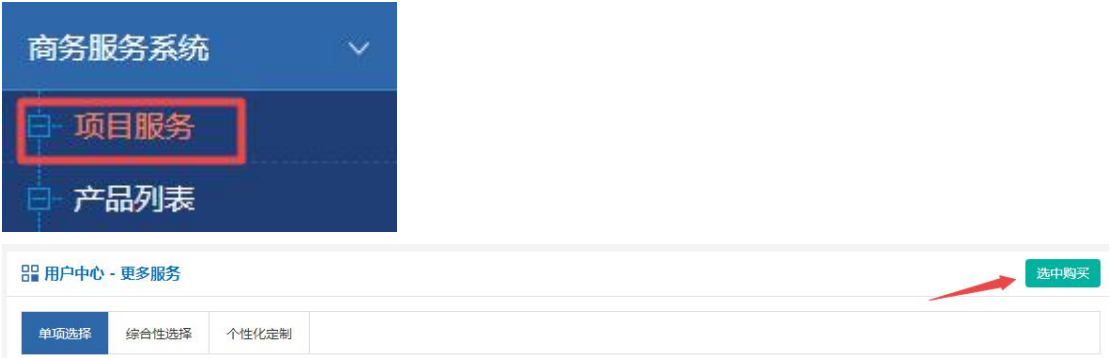 商务服务系统
项目服务
产品列表
用户中心 - 更多服务
选中购买
单项选择 综合性选择 个性化定制